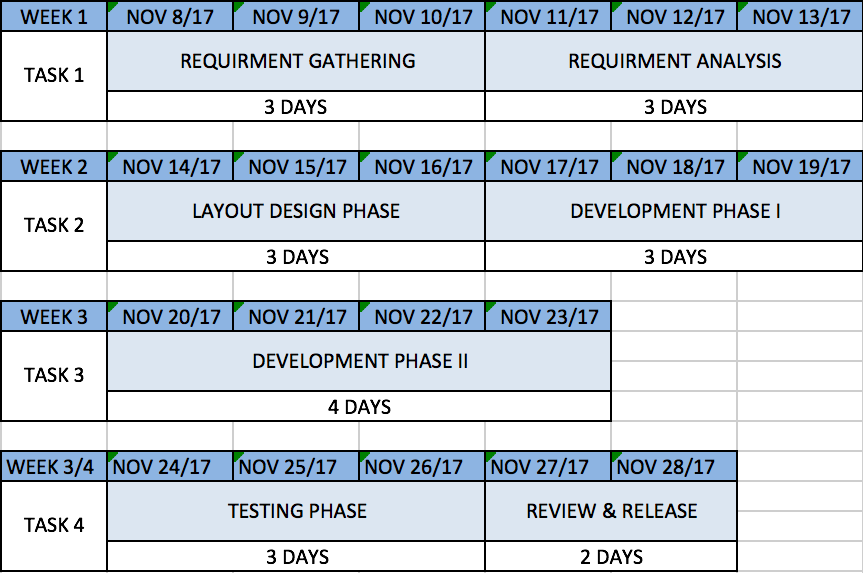 WEEK 1 NOV 8/17 NOV 9/17 NOV 10/17 NOV 11/17 NOV 12/17 NOV 13/17
TASK 1 REQUIRMENT GATHERING REQUIRMENT ANALYSIS
3 DAYS 3 DAYS
WEEK 2 NOV 14/17 NOV 15/17 NOV 16/17 NOV 17/17 NOV 18/17 NOV 19/17
TASK 2 LAYOUT DESIGN PHASE DEVELOPMENT PHASE I
3 DAYS 3 DAYS
WEEK 3 NOV 20/17 NOV 21/17 NOV 22/17 NOV 23/17
TASK 3 DEVELOPMENT PHASE II
4 DAYS
WEEK 3/4 NOV 24/17 NOV 25/17 NOV 26/17 NOV 27/17 NOV 28/17
TASK 4 TESTING PHASE REVIEW & RELEASE
3 DAYS 2 DAYS